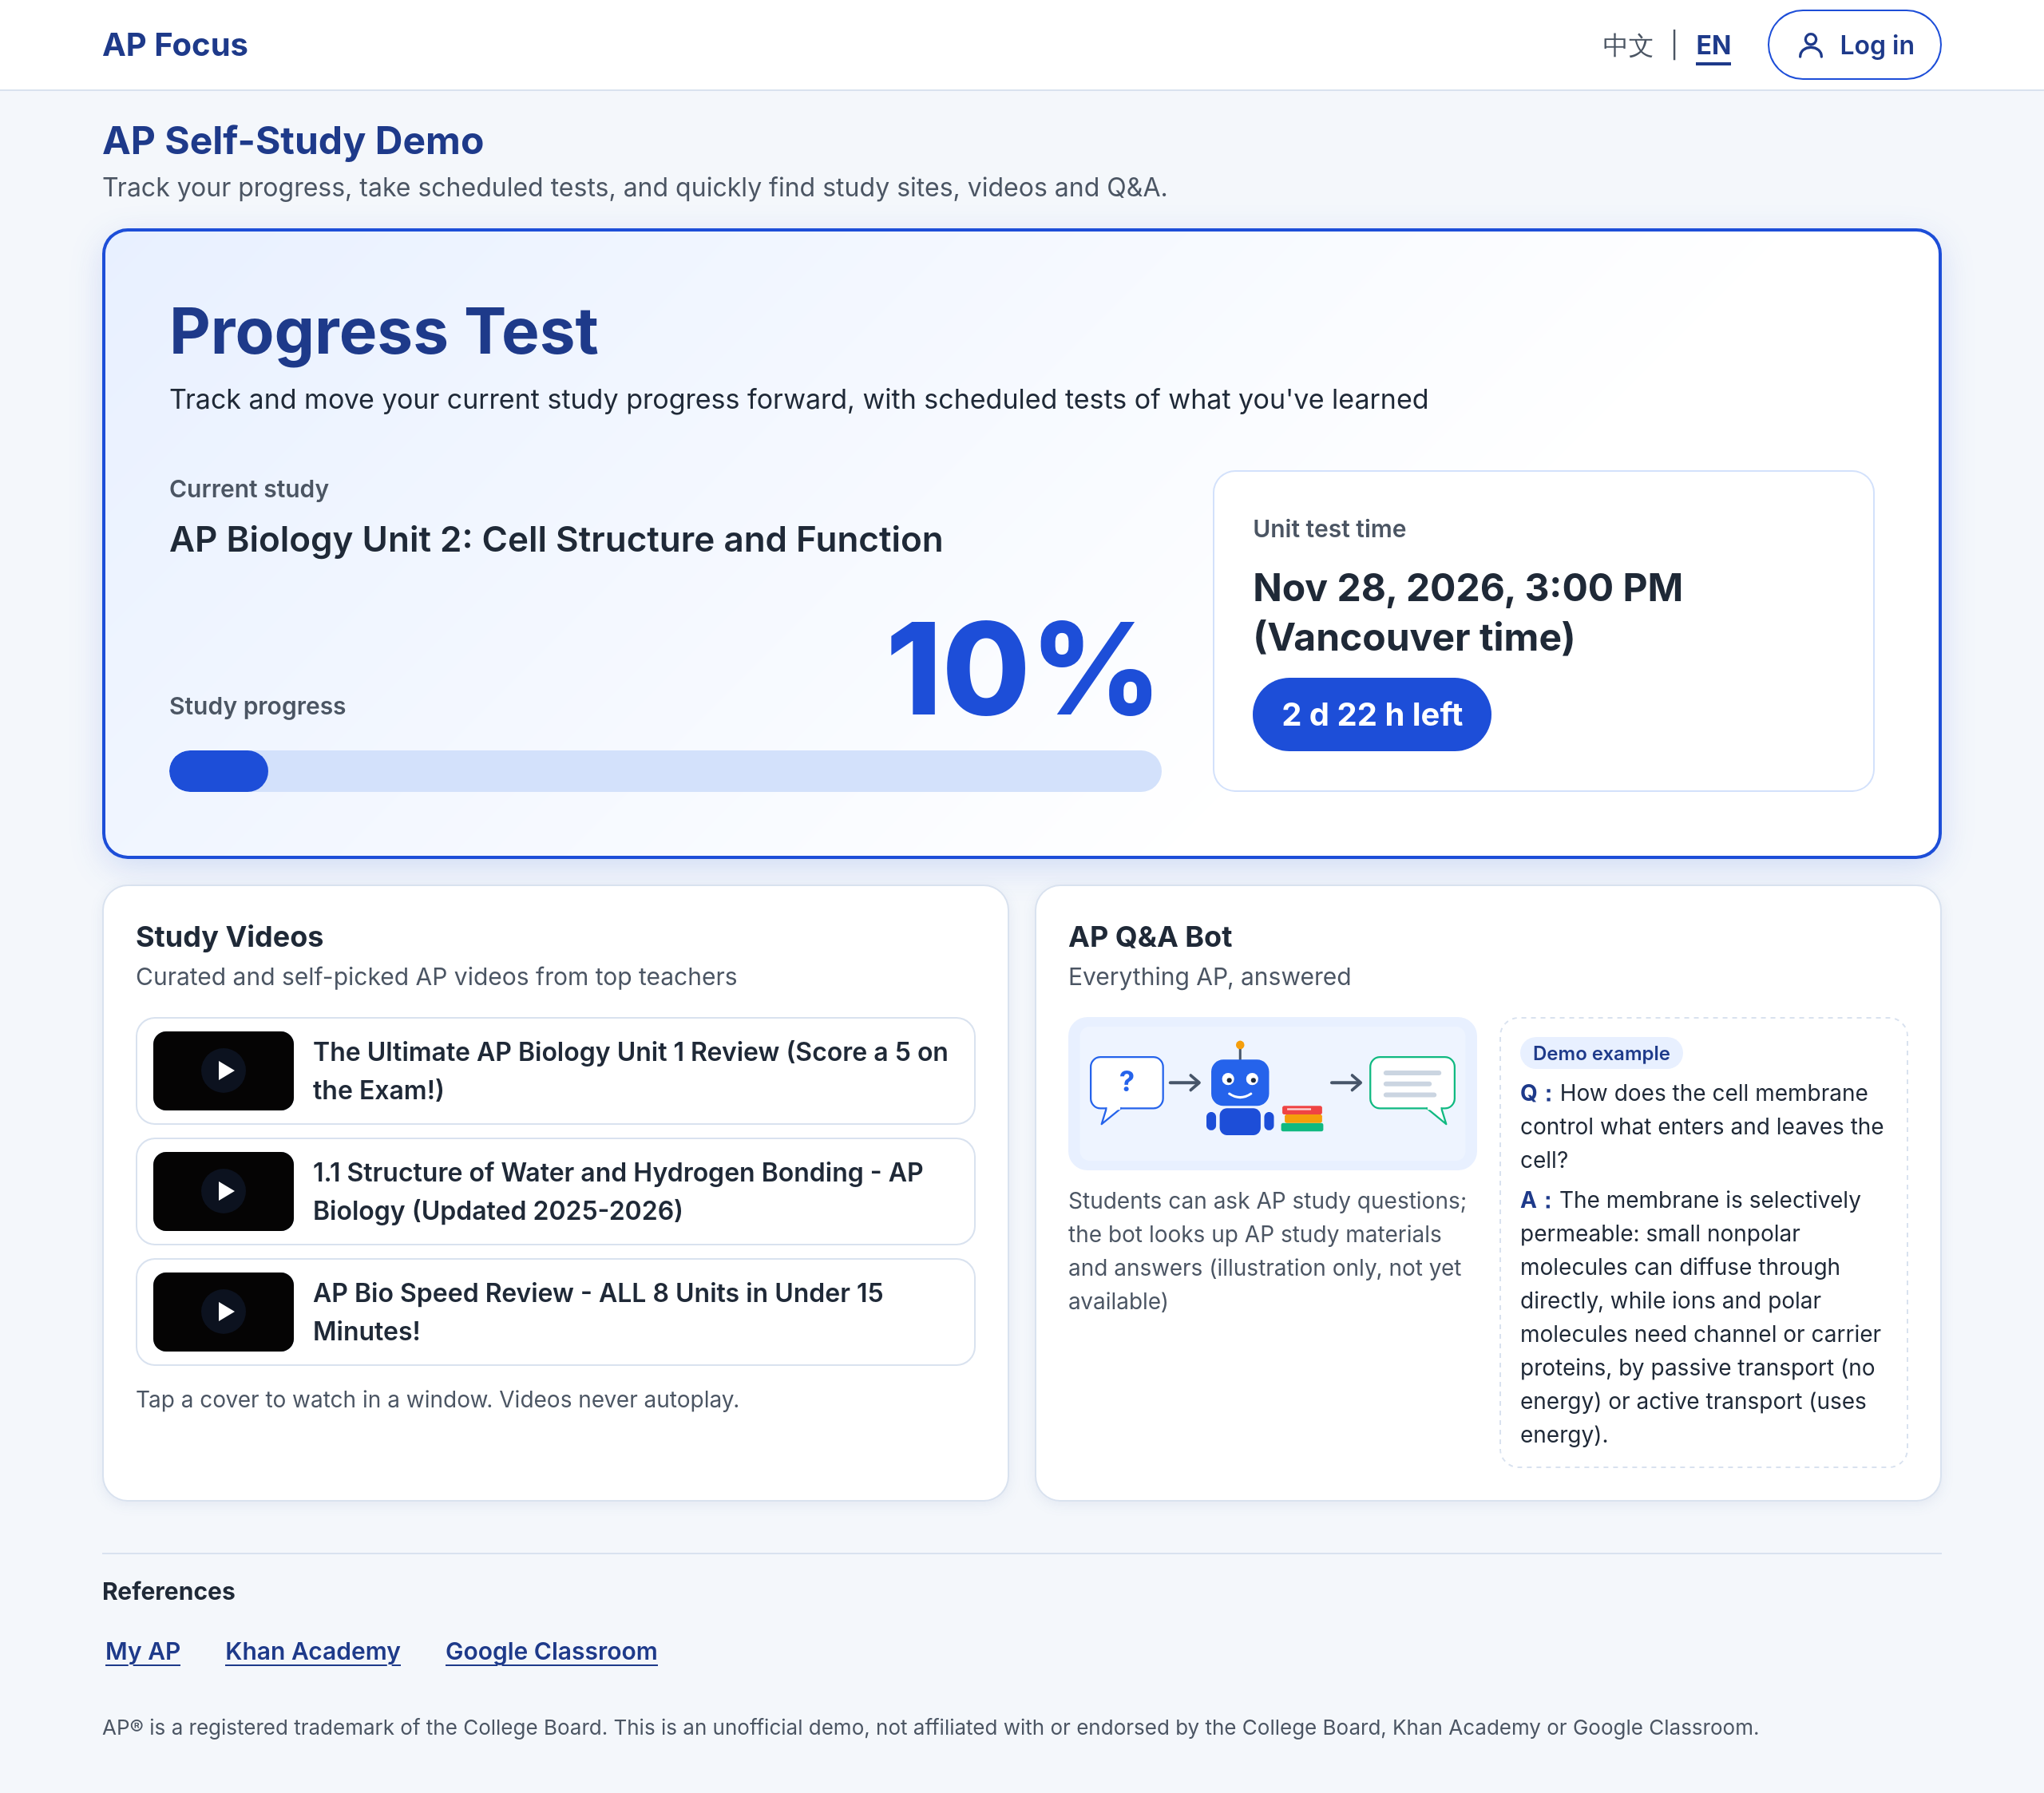 AP Focus
中文 | EN
Log in
AP Self-Study Demo
Track your progress, take scheduled tests, and quickly find study sites, videos and Q&A.
Progress Test
Track and move your current study progress forward, with scheduled tests of what you've learned
Current study
AP Biology Unit 2: Cell Structure and Function
Study progress
10%
Unit test time
Nov 28, 2026, 3:00 PM
(Vancouver time)
2 d 22 h left
Study Videos
Curated and self-picked AP videos from top teachers
The Ultimate AP Biology Unit 1 Review (Score a 5 on
the Exam!)
1.1 Structure of Water and Hydrogen Bonding - AP
Biology (Updated 2025-2026)
AP Bio Speed Review - ALL 8 Units in Under 15
Minutes!
Tap a cover to watch in a window. Videos never autoplay.
AP Q&A Bot
Everything AP, answered
?
Students can ask AP study questions;
the bot looks up AP study materials
and answers (illustration only, not yet
available)
Demo example
Q：How does the cell membrane
control what enters and leaves the
cell?
A：The membrane is selectively
permeable: small nonpolar
molecules can diffuse through
directly, while ions and polar
molecules need channel or carrier
proteins, by passive transport (no
energy) or active transport (uses
energy).
References
My AP
Khan Academy
Google Classroom
AP® is a registered trademark of the College Board. This is an unofficial demo, not affiliated with or endorsed by the College Board, Khan Academy or Google Classroom.